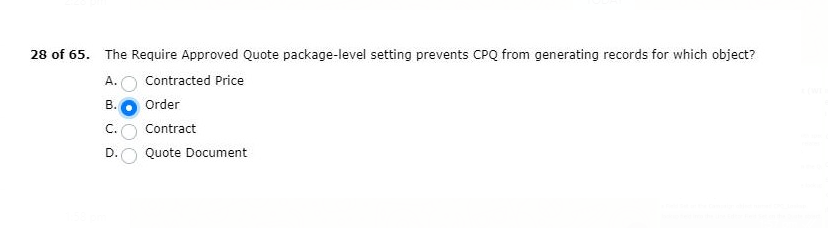 28 of 65. The Require Approved Quote package-level setting prevents CPQ from generating records for which object?
A. Contracted Price
B. Order
C. Contract
D. Quote Document